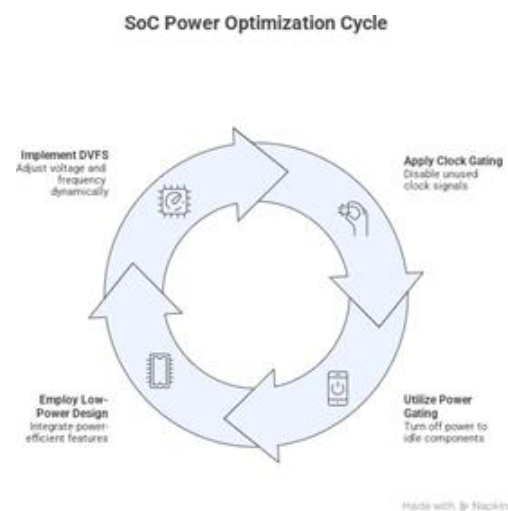 SoC Power Optimization Cycle
Implement DVFS
Adjust voltage and
frequency
dynamically
Apply Clock Gating
Disable unused
clock signals
Employ Low-
Power Design
Integrate power-
efficient features
Utilize Power
Gating
Turn off power to
idle components
Made with Napkin